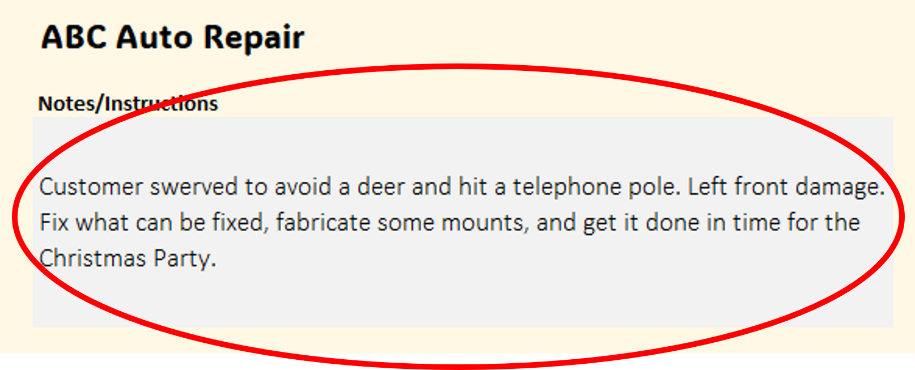 ABC Auto Repair
Notes/Instructions
Customer swerved to avoid a deer and hit a telephone pole. Left front damage.
Fix what can be fixed, fabricate some mounts, and get it done in time for the
Christmas Party.